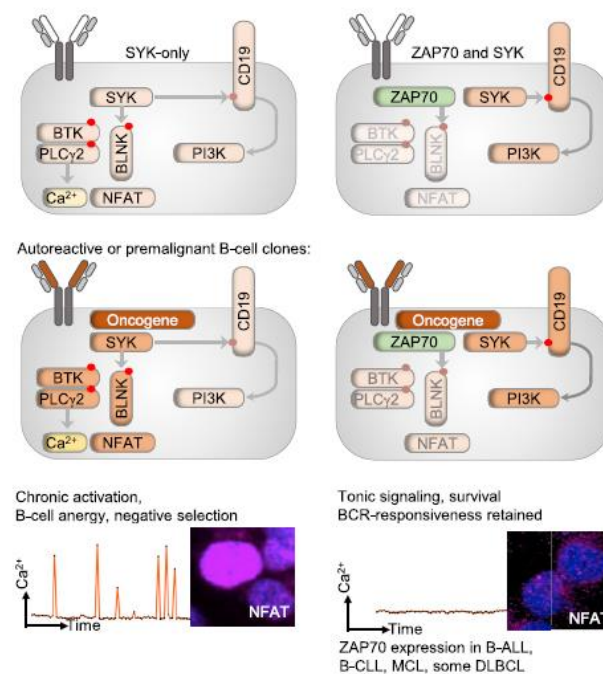 SYK-only
CD19
SYK
BTK
PLCγ2
BLNK
PI3K
Ca²⁺
NFAT
ZAP70 and SYK
CD19
ZAP70
SYK
BTK
PLCγ2
BLNK
PI3K
NFAT
Autoreactive or premalignant B-cell clones:
Oncogene
CD19
SYK
BTK
PLCγ2
BLNK
PI3K
Ca²⁺
NFAT
Oncogene
CD19
ZAP70
SYK
BTK
PLCγ2
BLNK
PI3K
NFAT
Chronic activation,
B-cell anergy, negative selection
Ca²⁺
Time
NFAT
Tonic signaling, survival
BCR-responsiveness retained
Ca²⁺
Time
NFAT
ZAP70 expression in B-ALL,
B-CLL, MCL, some DLBCL